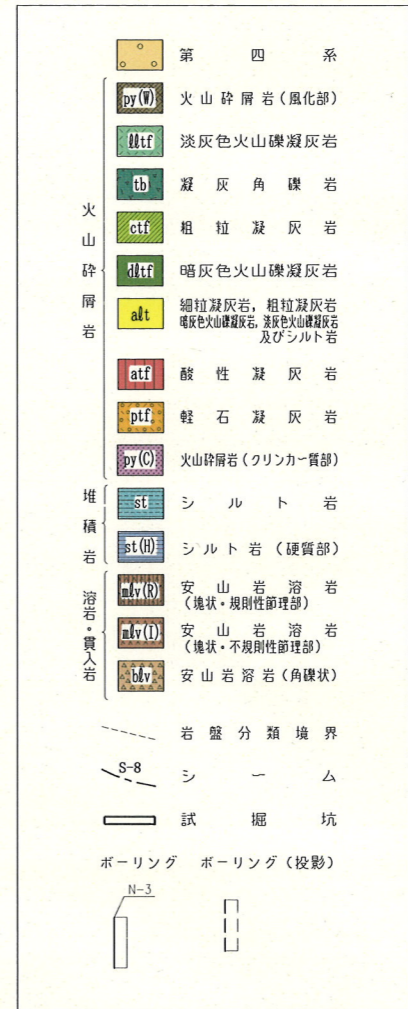 第四系
火山砕屑岩
py(W) 火山砕屑岩(風化部)
lltf 淡灰色火山礫凝灰岩
tb 凝灰角礫岩
ctf 粗粒凝灰岩
dltf 暗灰色火山礫凝灰岩
alt 細粒凝灰岩, 粗粒凝灰岩
暗灰色火山礫凝灰岩, 淡灰色火山礫凝灰岩
及びシルト岩
atf 酸性凝灰岩
ptf 軽石凝灰岩
py(C) 火山砕屑岩(クリンカー質部)
堆積岩
st シルト岩
st(H) シルト岩(硬質部)
溶岩・貫入岩
mlv(R) 安山岩溶岩
(塊状・規則性節理部)
mlv(I) 安山岩溶岩
(塊状・不規則性節理部)
blv 安山岩溶岩(角礫状)
岩盤分類境界
S-8 シーム
試掘坑
ボーリング ボーリング(投影)
N-3